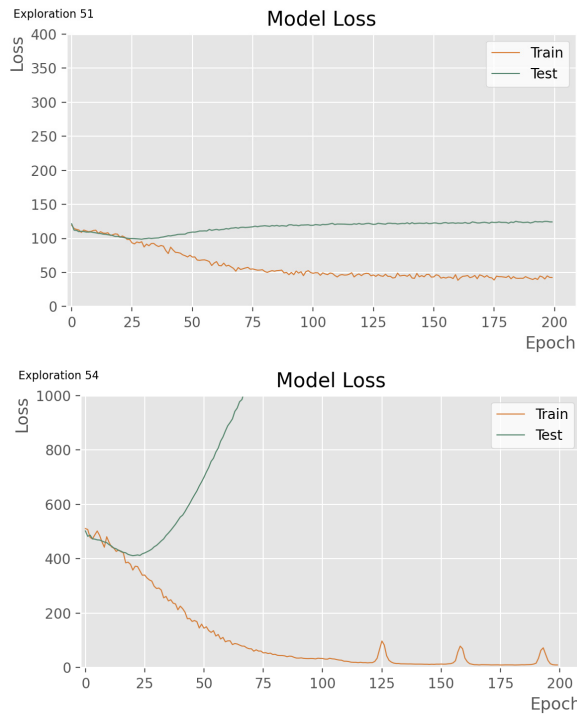 Exploration 51
Model Loss
Loss
400
350
300
250
200
150
100
50
0
Train
Test
0 25 50 75 100 125 150 175 200
Epoch
Exploration 54
Model Loss
Loss
1000
800
600
400
200
0
Train
Test
0 25 50 75 100 125 150 175 200
Epoch